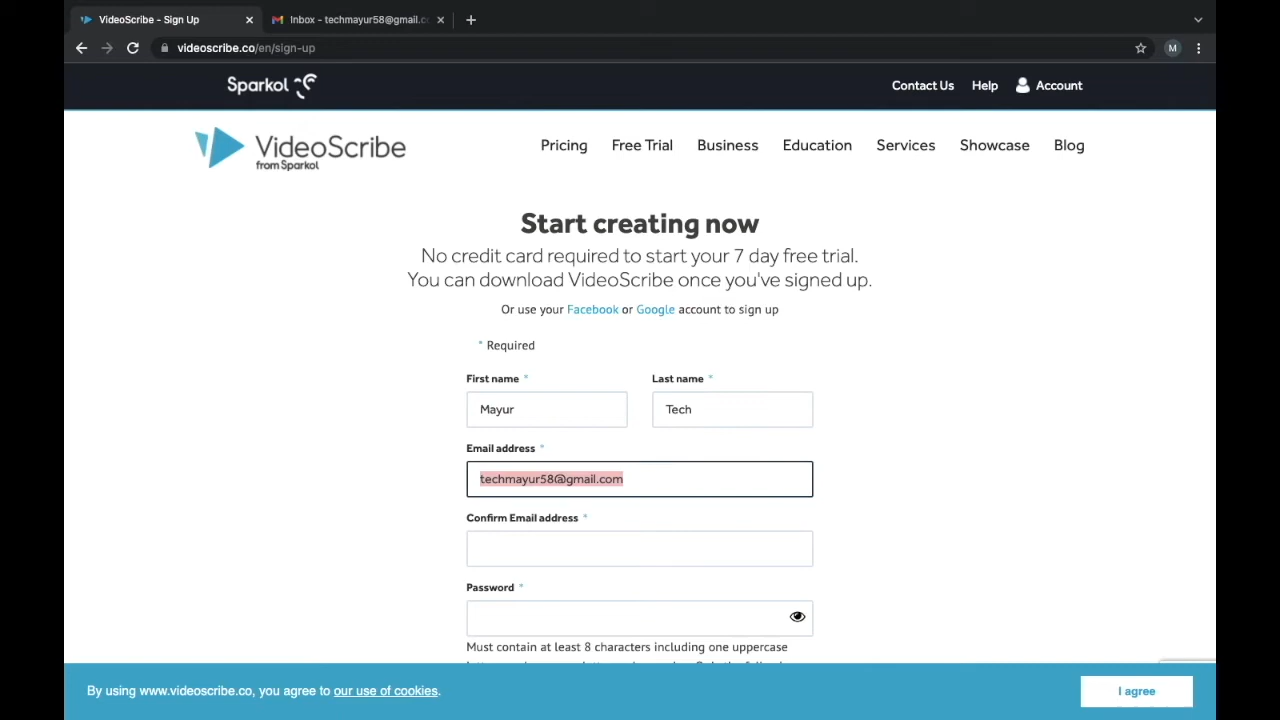 VideoScribe - Sign Up
Inbox - techmayur58@gmail.c
videoscribe.co/en/sign-up
M
Sparkol
Contact Us Help Account
VideoScribe
from Sparkol
Pricing Free Trial Business Education Services Showcase Blog
Start creating now
No credit card required to start your 7 day free trial.
You can download VideoScribe once you've signed up.
Or use your Facebook or Google account to sign up
* Required
First name * Last name *
Mayur Tech
Email address *
techmayur58@gmail.com
Confirm Email address *
Password *
Must contain at least 8 characters including one uppercase
By using www.videoscribe.co, you agree to our use of cookies.
I agree